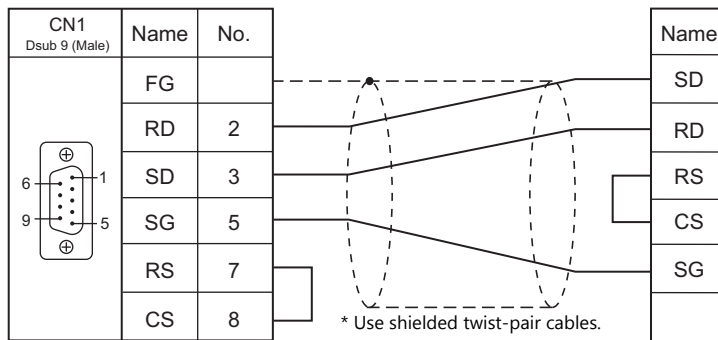 CN1
Dsub 9 (Male)
Name
No.
Name
FG
SD
RD
2
RD
SD
3
RS
SG
5
CS
RS
7
SG
CS
8
6
1
9
5
* Use shielded twist-pair cables.